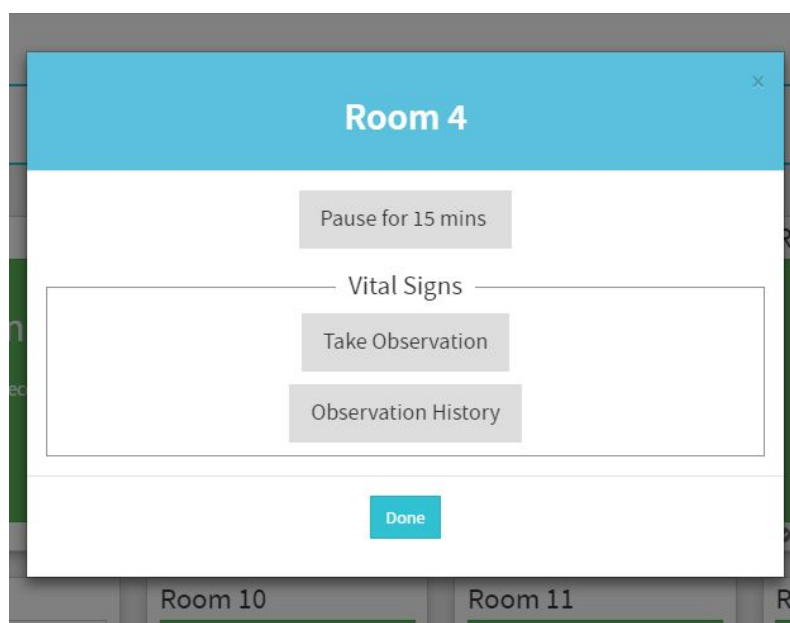 ×
Room 4
Pause for 15 mins
Vital Signs
Take Observation
Observation History
Done
Room 10
Room 11